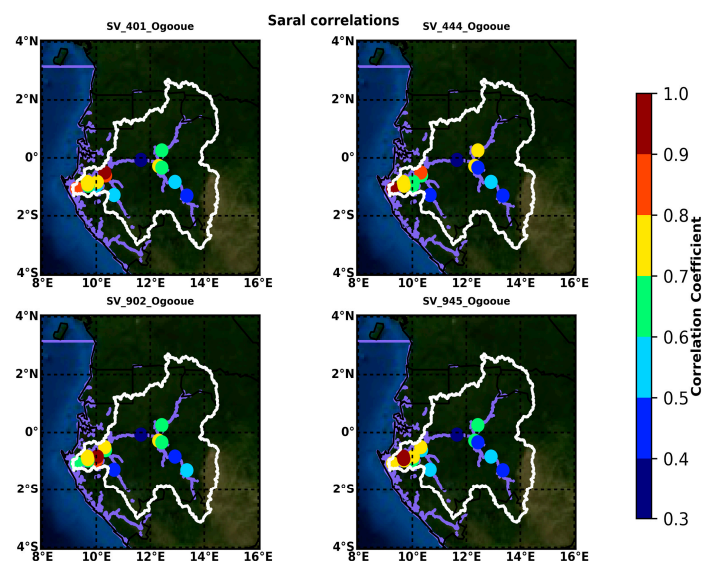 Saral correlations
SV_401_Ogooue
SV_444_Ogooue
4°N
2°N
0°
2°S
4°S
8°E
10°E
12°E
14°E
16°E
4°N
2°N
0°
2°S
4°S
8°E
10°E
12°E
14°E
16°E
SV_902_Ogooue
SV_945_Ogooue
4°N
2°N
0°
2°S
4°S
8°E
10°E
12°E
14°E
16°E
4°N
2°N
0°
2°S
4°S
8°E
10°E
12°E
14°E
16°E
1.0
0.9
0.8
0.7
0.6
0.5
0.4
0.3
Correlation Coefficient